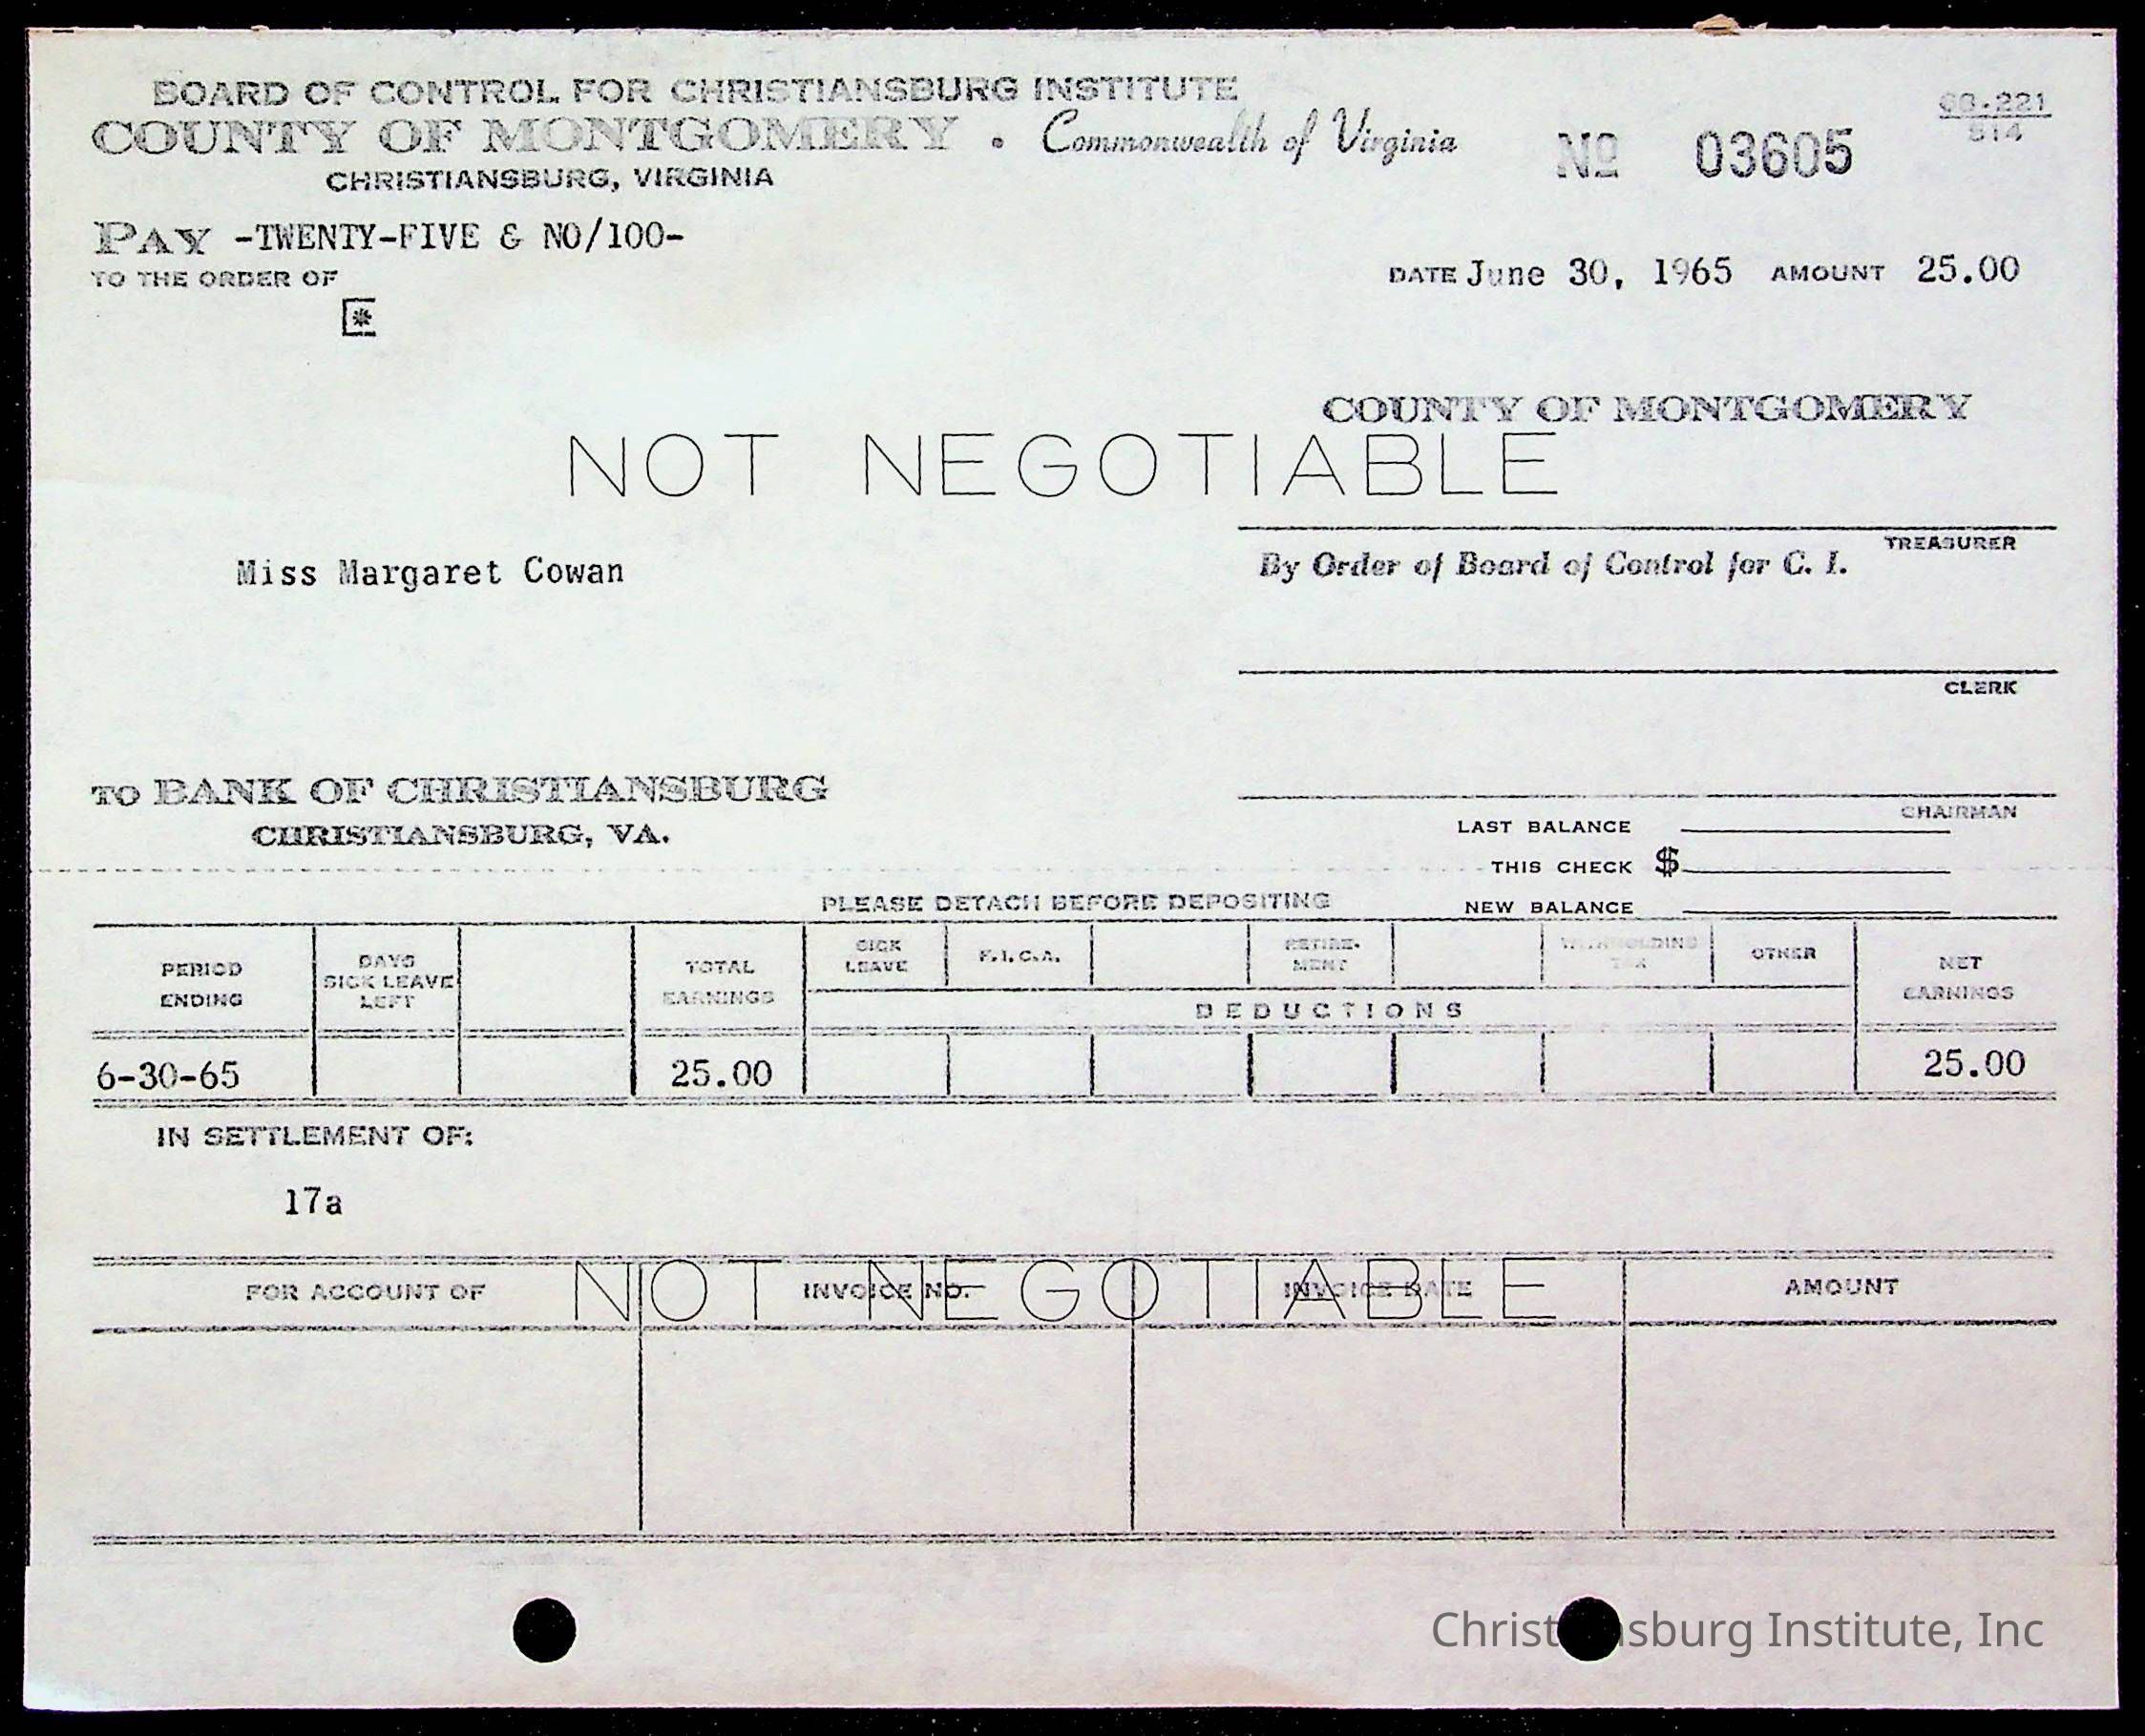 BOARD OF CONTROL FOR CHRISTIANSBURG INSTITUTE
COUNTY OF MONTGOMERY • Commonwealth of Virginia
CHRISTIANSBURG, VIRGINIA
No 03605
68-221
514
PAY -TWENTY-FIVE & NO/100-
TO THE ORDER OF
DATE June 30, 1965 AMOUNT 25.00
[*
COUNTY OF MONTGOMERY
NOT NEGOTIABLE
TREASURER
Miss Margaret Cowan
By Order of Board of Control for C. I.
CLERK
TO BANK OF CHRISTIANSBURG
CHRISTIANSBURG, VA.
CHAIRMAN
LAST BALANCE
THIS CHECK $
NEW BALANCE
PLEASE DETACH BEFORE DEPOSITING
PERIOD ENDING
DAYS SICK LEAVE LEFT
TOTAL EARNINGS
SICK LEAVE
F.I.C.A.
RETIRE-MENT
WITHHOLDING TAX
OTHER
NET EARNINGS
DEDUCTIONS
6-30-65 25.00 25.00
IN SETTLEMENT OF:
17a
NOT NEGOTIABLE
FOR ACCOUNT OF INVOICE NO. INVOICE DATE AMOUNT
Christiansburg Institute, Inc